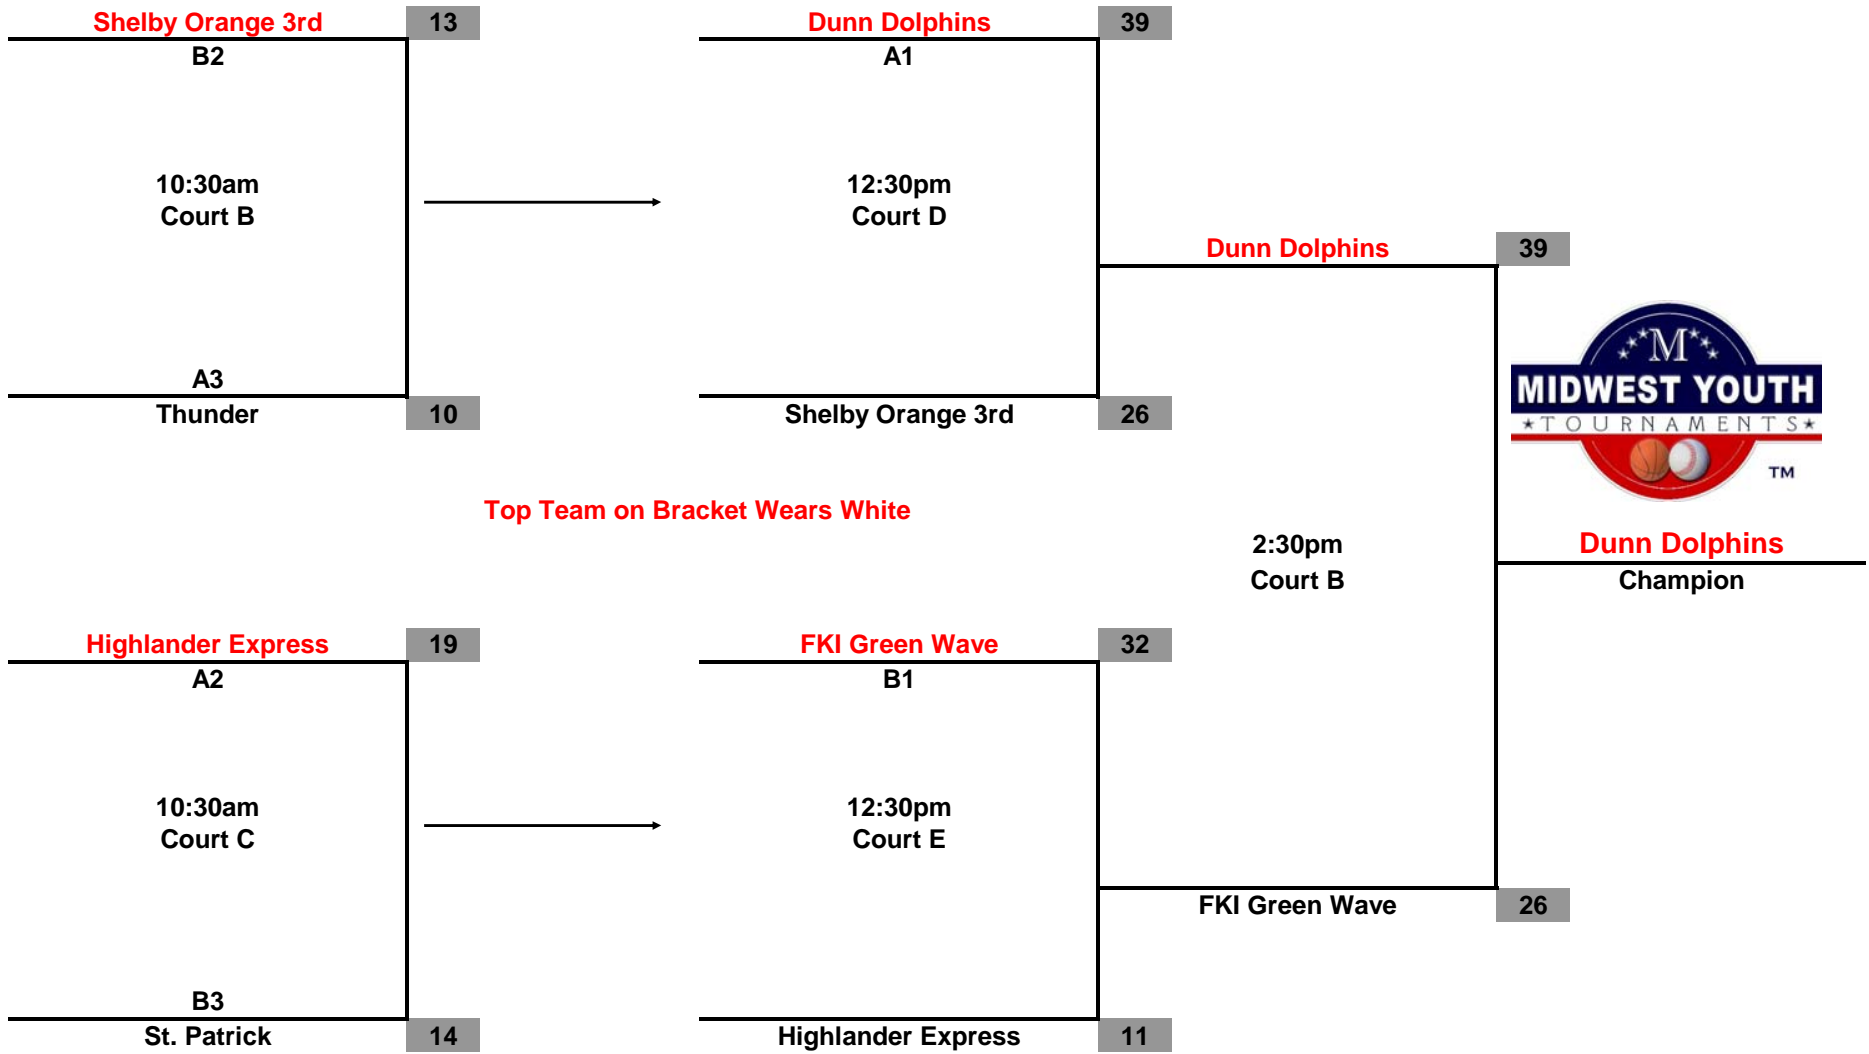 Shelby Orange 3rd 13
B2
10:30am
Court B
A3
Thunder 10
Dunn Dolphins 39
A1
12:30pm
Court D
Shelby Orange 3rd 26
Dunn Dolphins 39
M
MIDWEST YOUTH
TOURNAMENTS
TM
Top Team on Bracket Wears White
2:30pm
Court B
Dunn Dolphins
Champion
Highlander Express 19
A2
10:30am
Court C
B3
St. Patrick 14
FKI Green Wave 32
B1
12:30pm
Court E
Highlander Express 11
FKI Green Wave 26